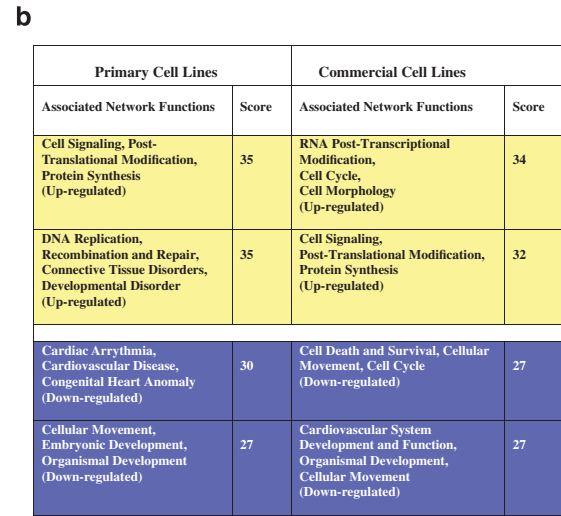 b
Primary Cell Lines
Commercial Cell Lines
Associated Network Functions
Score
Associated Network Functions
Score
Cell Signaling, Post-
Translational Modification,
Protein Synthesis
(Up-regulated)
35
RNA Post-Transcriptional
Modification,
Cell Cycle,
Cell Morphology
(Up-regulated)
34
DNA Replication,
Recombination and Repair,
Connective Tissue Disorders,
Developmental Disorder
(Up-regulated)
35
Cell Signaling,
Post-Translational Modification,
Protein Synthesis
(Up-regulated)
32
Cardiac Arrythmia,
Cardiovascular Disease,
Congenital Heart Anomaly
(Down-regulated)
30
Cell Death and Survival, Cellular
Movement, Cell Cycle
(Down-regulated)
27
Cellular Movement,
Embryonic Development,
Organismal Development
(Down-regulated)
27
Cardiovascular System
Development and Function,
Organismal Development,
Cellular Movement
(Down-regulated)
27